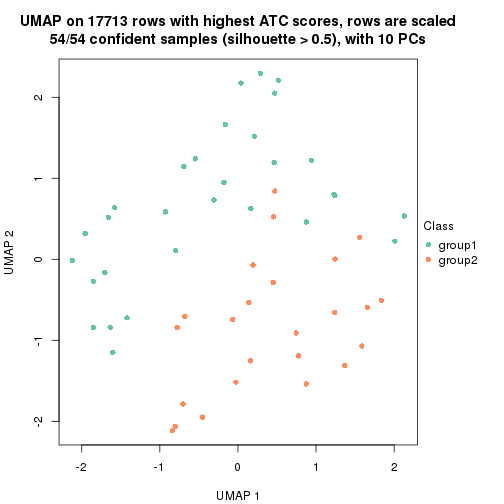 UMAP on 17713 rows with highest ATC scores, rows are scaled
54/54 confident samples (silhouette > 0.5), with 10 PCs
2
1
0
-1
-2
UMAP 2
-2
-1
0
1
2
UMAP 1
Class
group1
group2